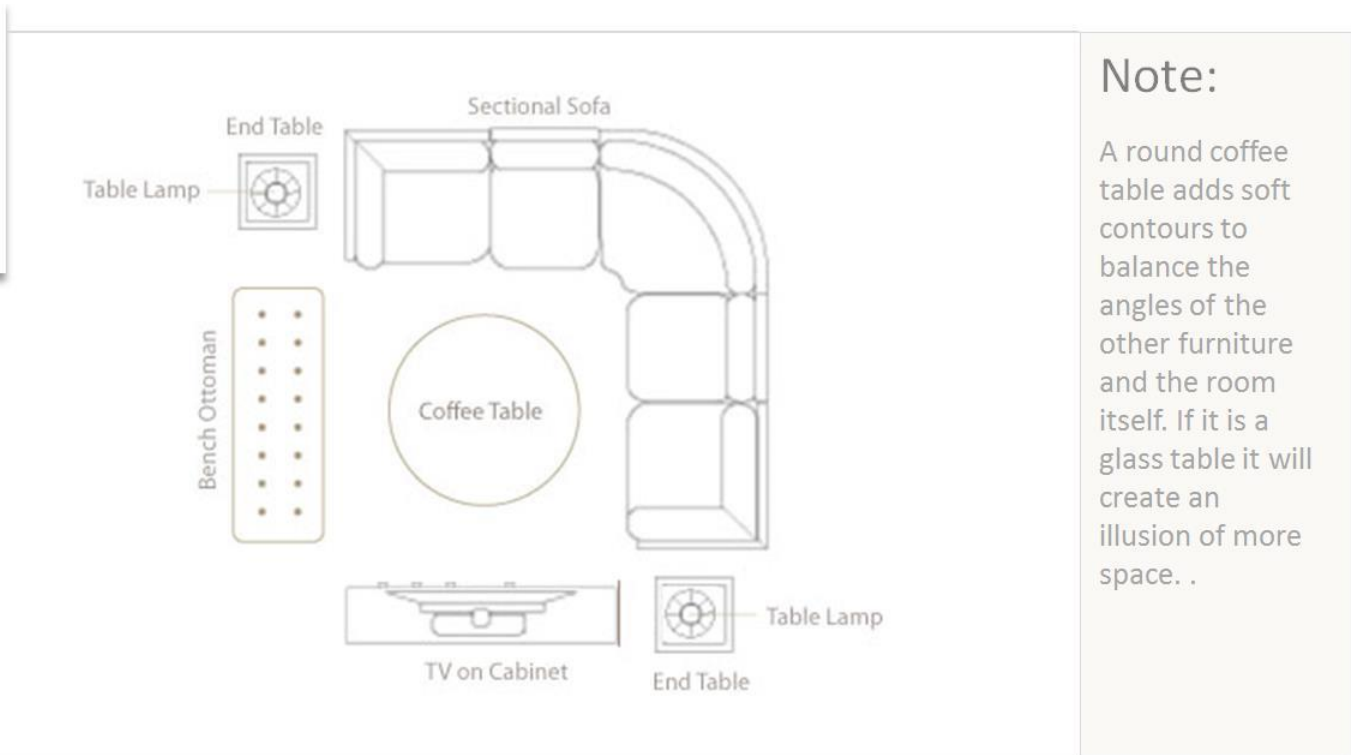 Sectional Sofa
End Table
Table Lamp
Bench Ottoman
Coffee Table
TV on Cabinet
Table Lamp
End Table
Note:
A round coffee
table adds soft
contours to
balance the
angles of the
other furniture
and the room
itself. If it is a
glass table it will
create an
illusion of more
space. .